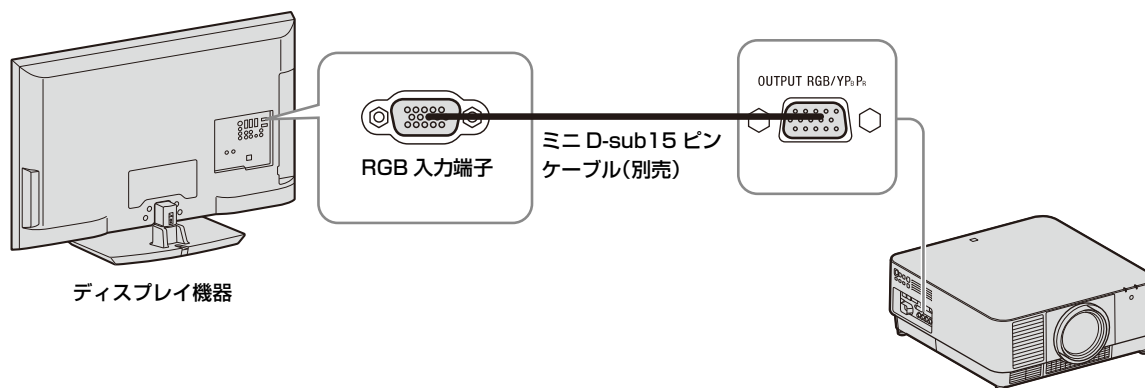 OUTPUT RGB/YPBPR
RGB 入力端子
ミニ D-sub15 ピン
ケーブル(別売)
ディスプレイ機器